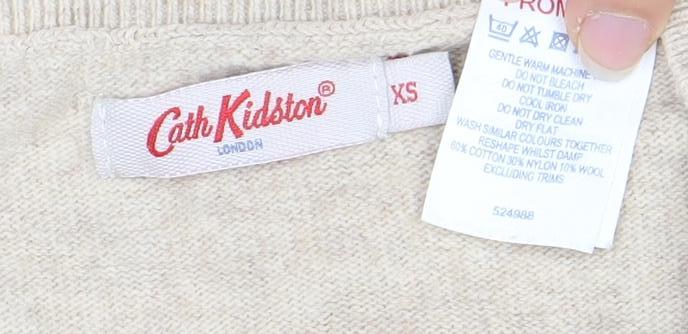 Cath Kidston®
LONDON
XS
FROM
40
GENTLE WARM MACHINE
DO NOT BLEACH
DO NOT TUMBLE DRY
COOL IRON
DO NOT DRY CLEAN
DRY FLAT
WASH SIMILAR COLOURS TOGETHER
RESHAPE WHILST DAMP
60% COTTON 30% NYLON 10% WOOL
EXCLUDING TRIMS
524988